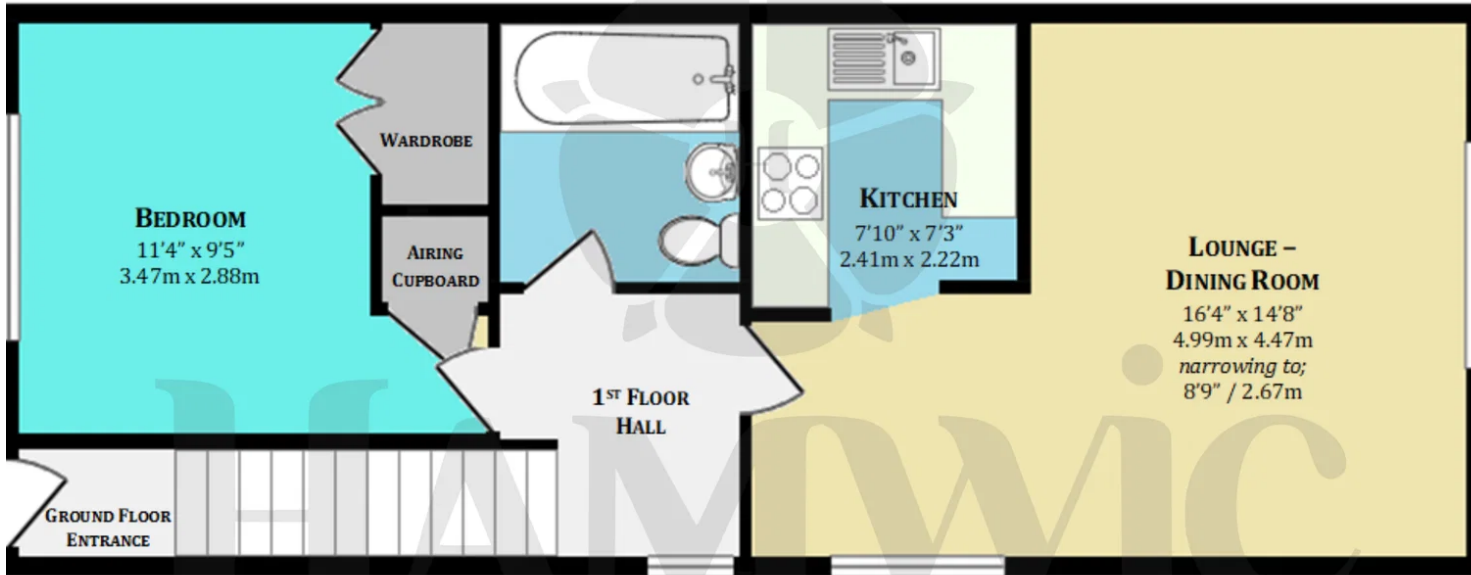 BEDROOM
11'4" x 9'5"
3.47m x 2.88m
WARDROBE
AIRING
CUPBOARD
KITCHEN
7'10" x 7'3"
2.41m x 2.22m
LOUNGE –
DINING ROOM
16'4" x 14'8"
4.99m x 4.47m
narrowing to;
8'9" / 2.67m
1ST FLOOR
HALL
GROUND FLOOR
ENTRANCE
HAMWIC